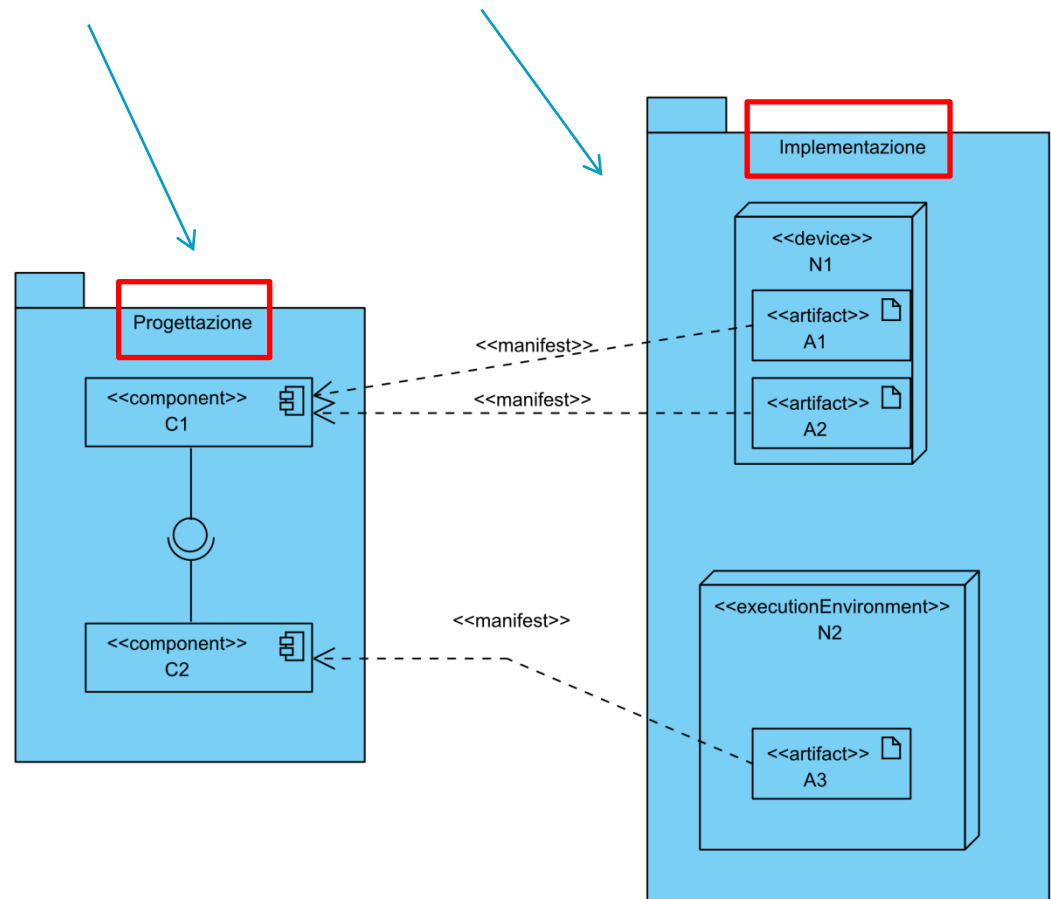 Progettazione
<<component>>
C1
<<component>>
C2
<<manifest>>
<<manifest>>
<<manifest>>
Implementazione
<<device>>
N1
<<artifact>>
A1
<<artifact>>
A2
<<executionEnvironment>>
N2
<<artifact>>
A3